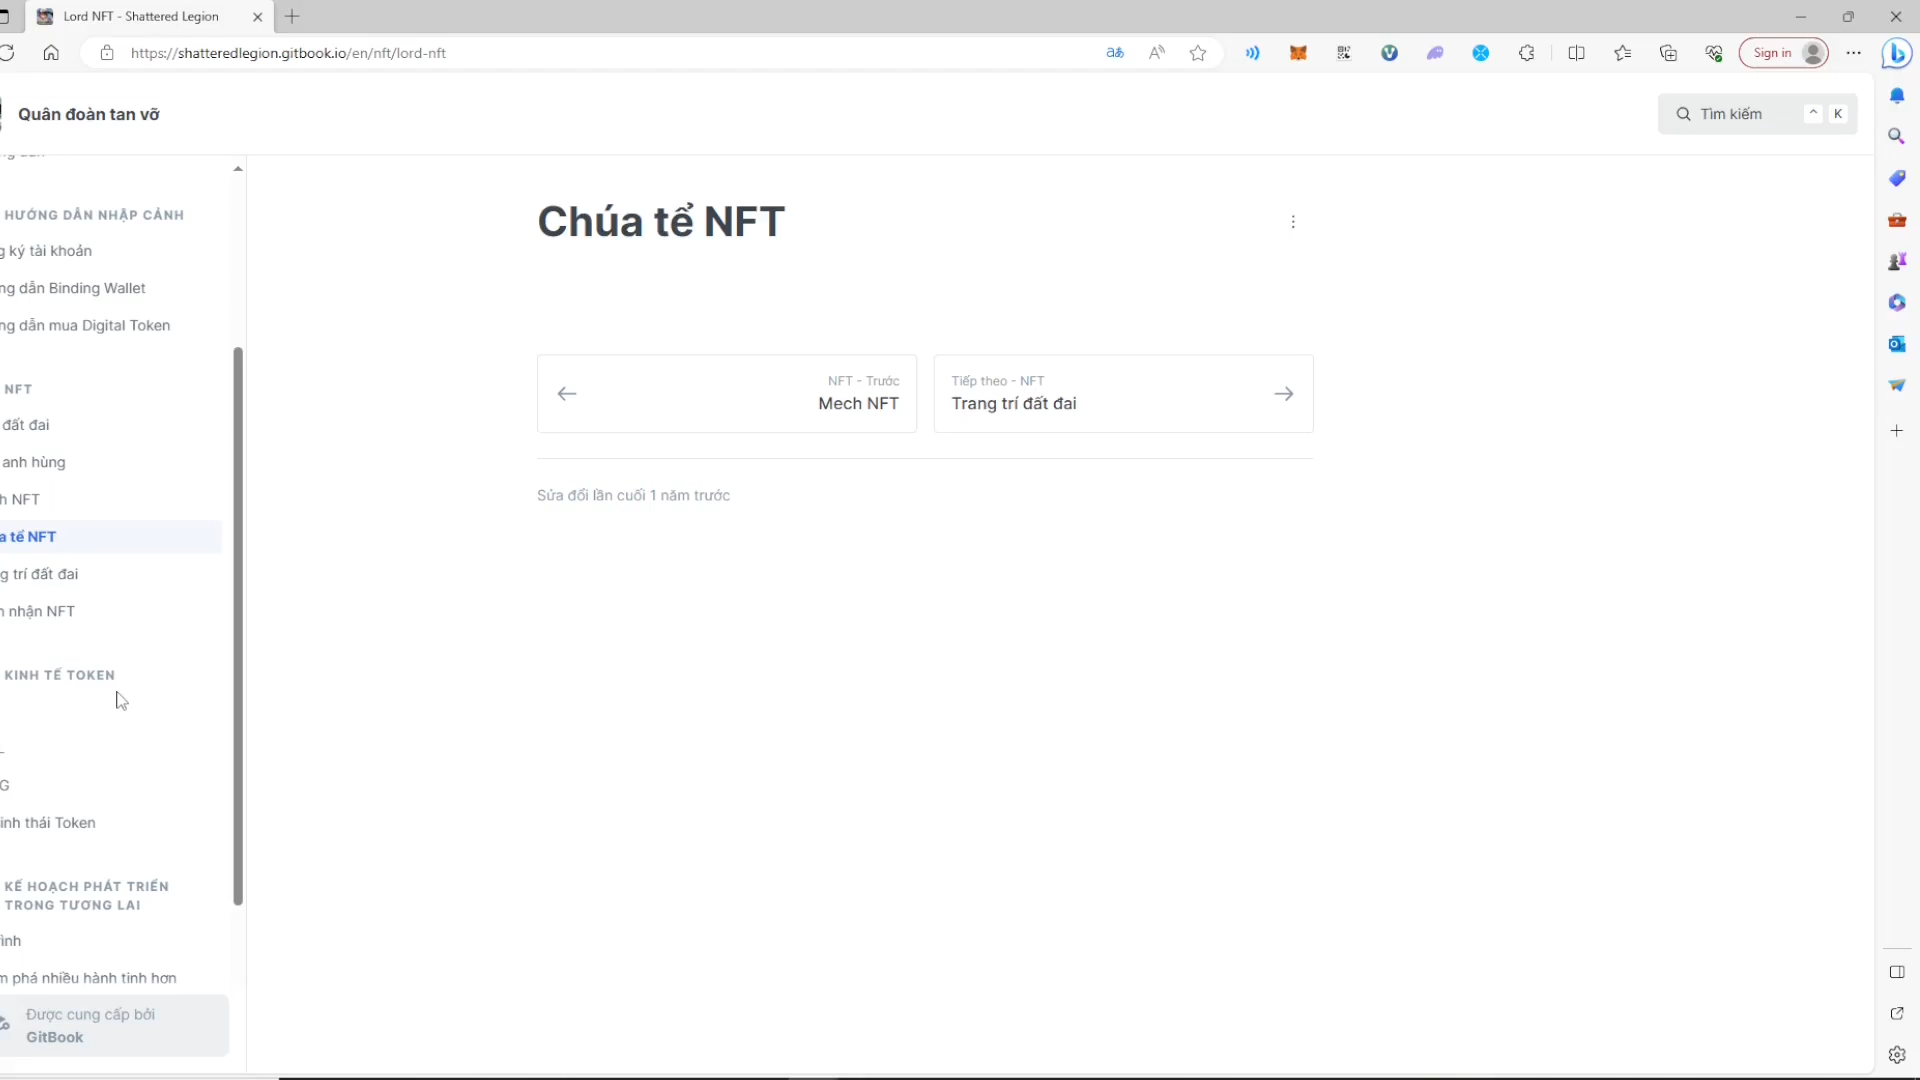 Lord NFT - Shattered Legion
https://shatteredlegion.gitbook.io/en/nft/lord-nft
Sign in
Quân đoàn tan vỡ
Tìm kiếm
^ K
HƯỚNG DẪN NHẬP CẢNH
g ký tài khoản
ng dẫn Binding Wallet
ng dẫn mua Digital Token
NFT
đất đai
anh hùng
h NFT
a tể NFT
g trí đất đai
nhận NFT
KINH TẾ TOKEN
G
inh thái Token
KẾ HOẠCH PHÁT TRIỂN
TRONG TƯƠNG LAI
ình
m phá nhiều hành tinh hơn
Được cung cấp bởi
GitBook
Chúa tể NFT
NFT - Trước
Mech NFT
Tiếp theo - NFT
Trang trí đất đai
Sửa đổi lần cuối 1 năm trước